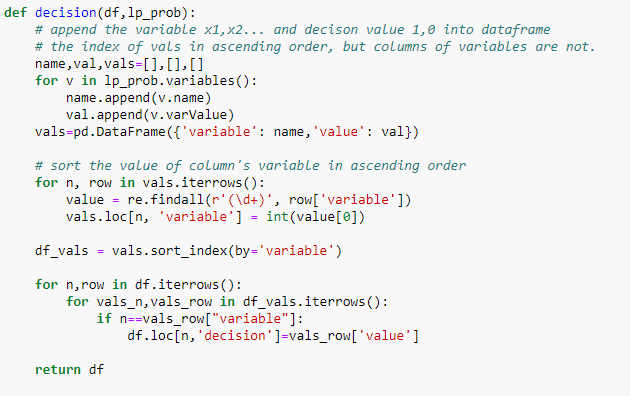 def decision(df,lp_prob):
    # append the variable x1,x2... and decison value 1,0 into dataframe
    # the index of vals in ascending order, but columns of variables are not.
    name,val,vals=[],[],[]
    for v in lp_prob.variables():
        name.append(v.name)
        val.append(v.varValue)
    vals=pd.DataFrame({'variable': name,'value': val})
    # sort the value of column's variable in ascending order
    for n, row in vals.iterrows():
        value = re.findall(r'(\d+)', row['variable'])
        vals.loc[n, 'variable'] = int(value[0])
    df_vals = vals.sort_index(by='variable')
    for n,row in df.iterrows():
        for vals_n,vals_row in df_vals.iterrows():
            if n==vals_row["variable"]:
                df.loc[n,'decision']=vals_row['value']
    return df